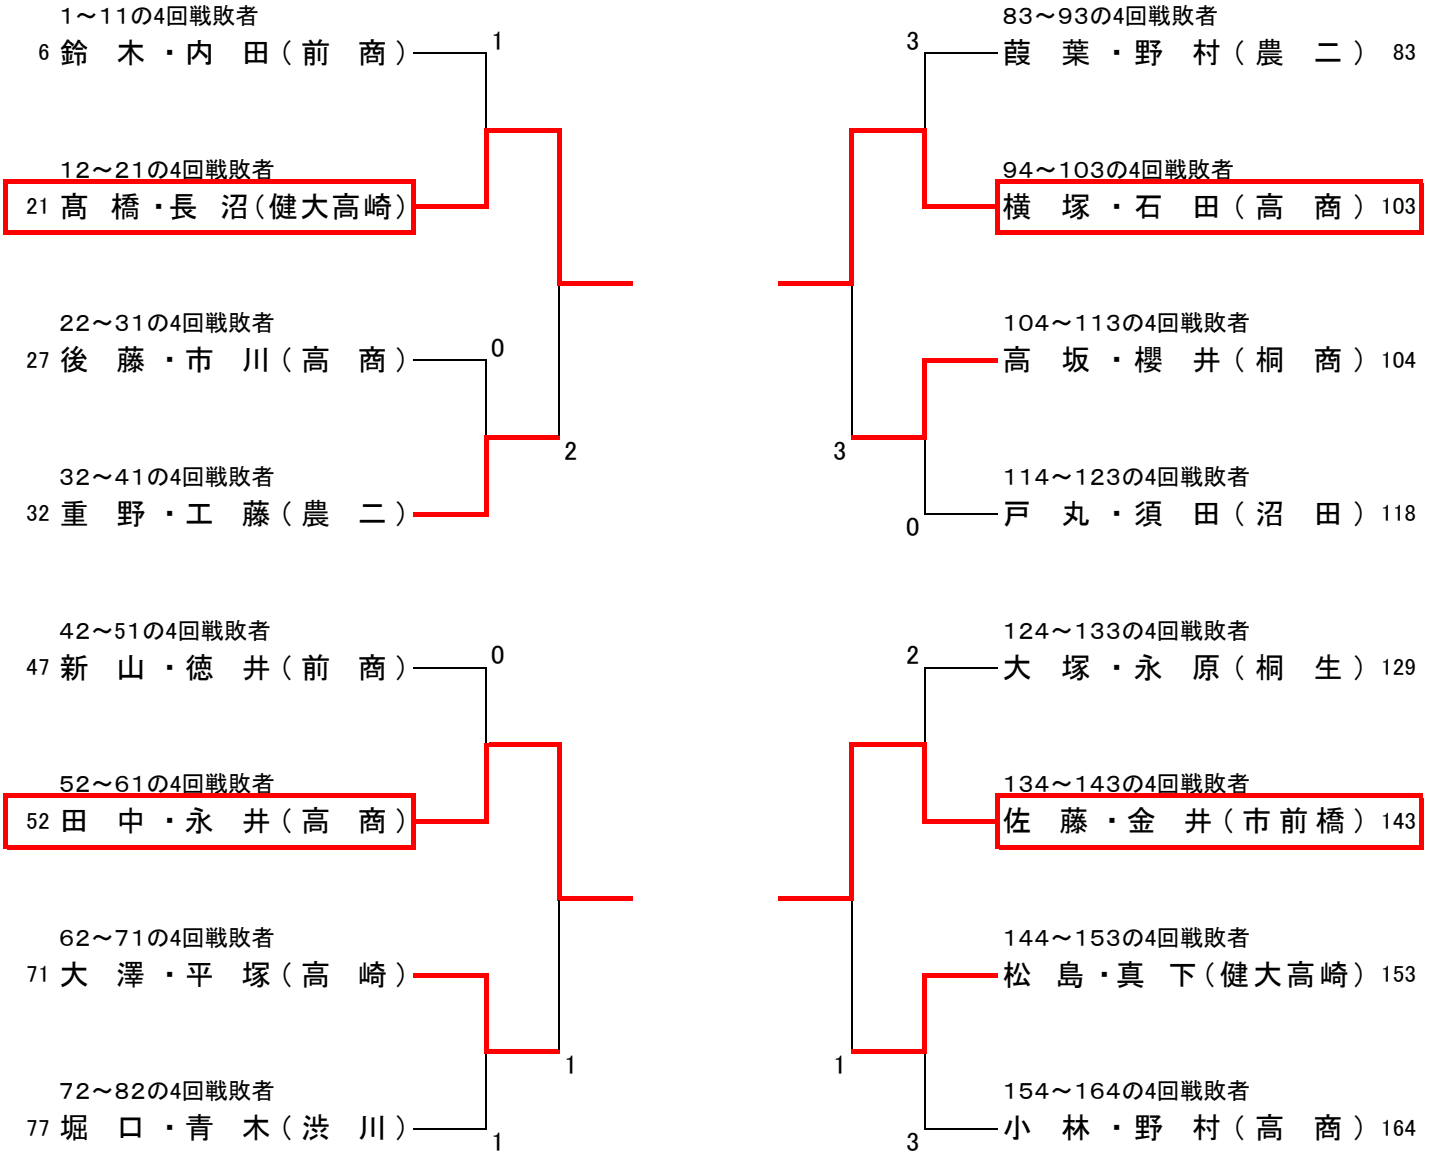 1～11の4回戦敗者
6 鈴 木・内 田(前 商)
1
12～21の4回戦敗者
21 髙 橋・長 沼(健大高崎)
22～31の4回戦敗者
27 後 藤・市 川(高 商)
0
32～41の4回戦敗者
32 重 野・工 藤(農 二)
2
42～51の4回戦敗者
47 新 山・徳 井(前 商)
0
52～61の4回戦敗者
52 田 中・永 井(高 商)
62～71の4回戦敗者
71 大 澤・平 塚(高 崎)
1
72～82の4回戦敗者
77 堀 口・青 木(渋 川)
1
83～93の4回戦敗者
3
葭 葉・野 村(農 二) 83
94～103の4回戦敗者
横 塚・石 田(高 商) 103
104～113の4回戦敗者
高 坂・櫻 井(桐 商) 104
3
114～123の4回戦敗者
戸 丸・須 田(沼 田) 118
0
124～133の4回戦敗者
2
大 塚・永 原(桐 生) 129
134～143の4回戦敗者
佐 藤・金 井(市前橋) 143
144～153の4回戦敗者
松 島・真 下(健大高崎) 153
1
154～164の4回戦敗者
小 林・野 村(高 商) 164
3